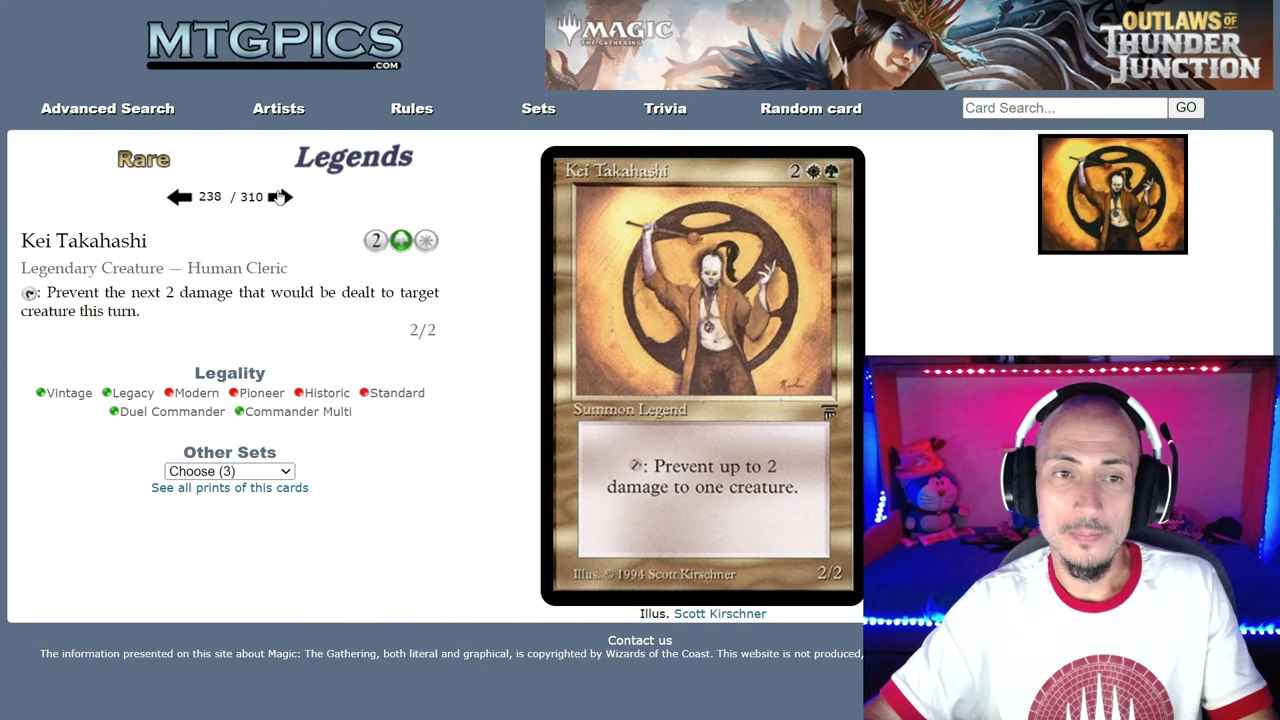 MTGPICS
.COM
MAGIC
THE GATHERING
OUTLAWS OF
THUNDER
JUNCTION
Advanced Search
Artists
Rules
Sets
Trivia
Random card
Card Search...
GO
Rare
Legends
238 / 310
Kei Takahashi
2
Legendary Creature — Human Cleric
: Prevent the next 2 damage that would be dealt to target
creature this turn.
2/2
Legality
Vintage Legacy Modern Pioneer Historic Standard
Duel Commander Commander Multi
Other Sets
Choose (3)
See all prints of this cards
Kei Takahashi 2
Summon Legend
: Prevent up to 2
damage to one creature.
Illus. © 1994 Scott Kirschner 2/2
Illus. Scott Kirschner
Contact us
The information presented on this site about Magic: The Gathering, both literal and graphical, is copyrighted by Wizards of the Coast. This website is not produced,